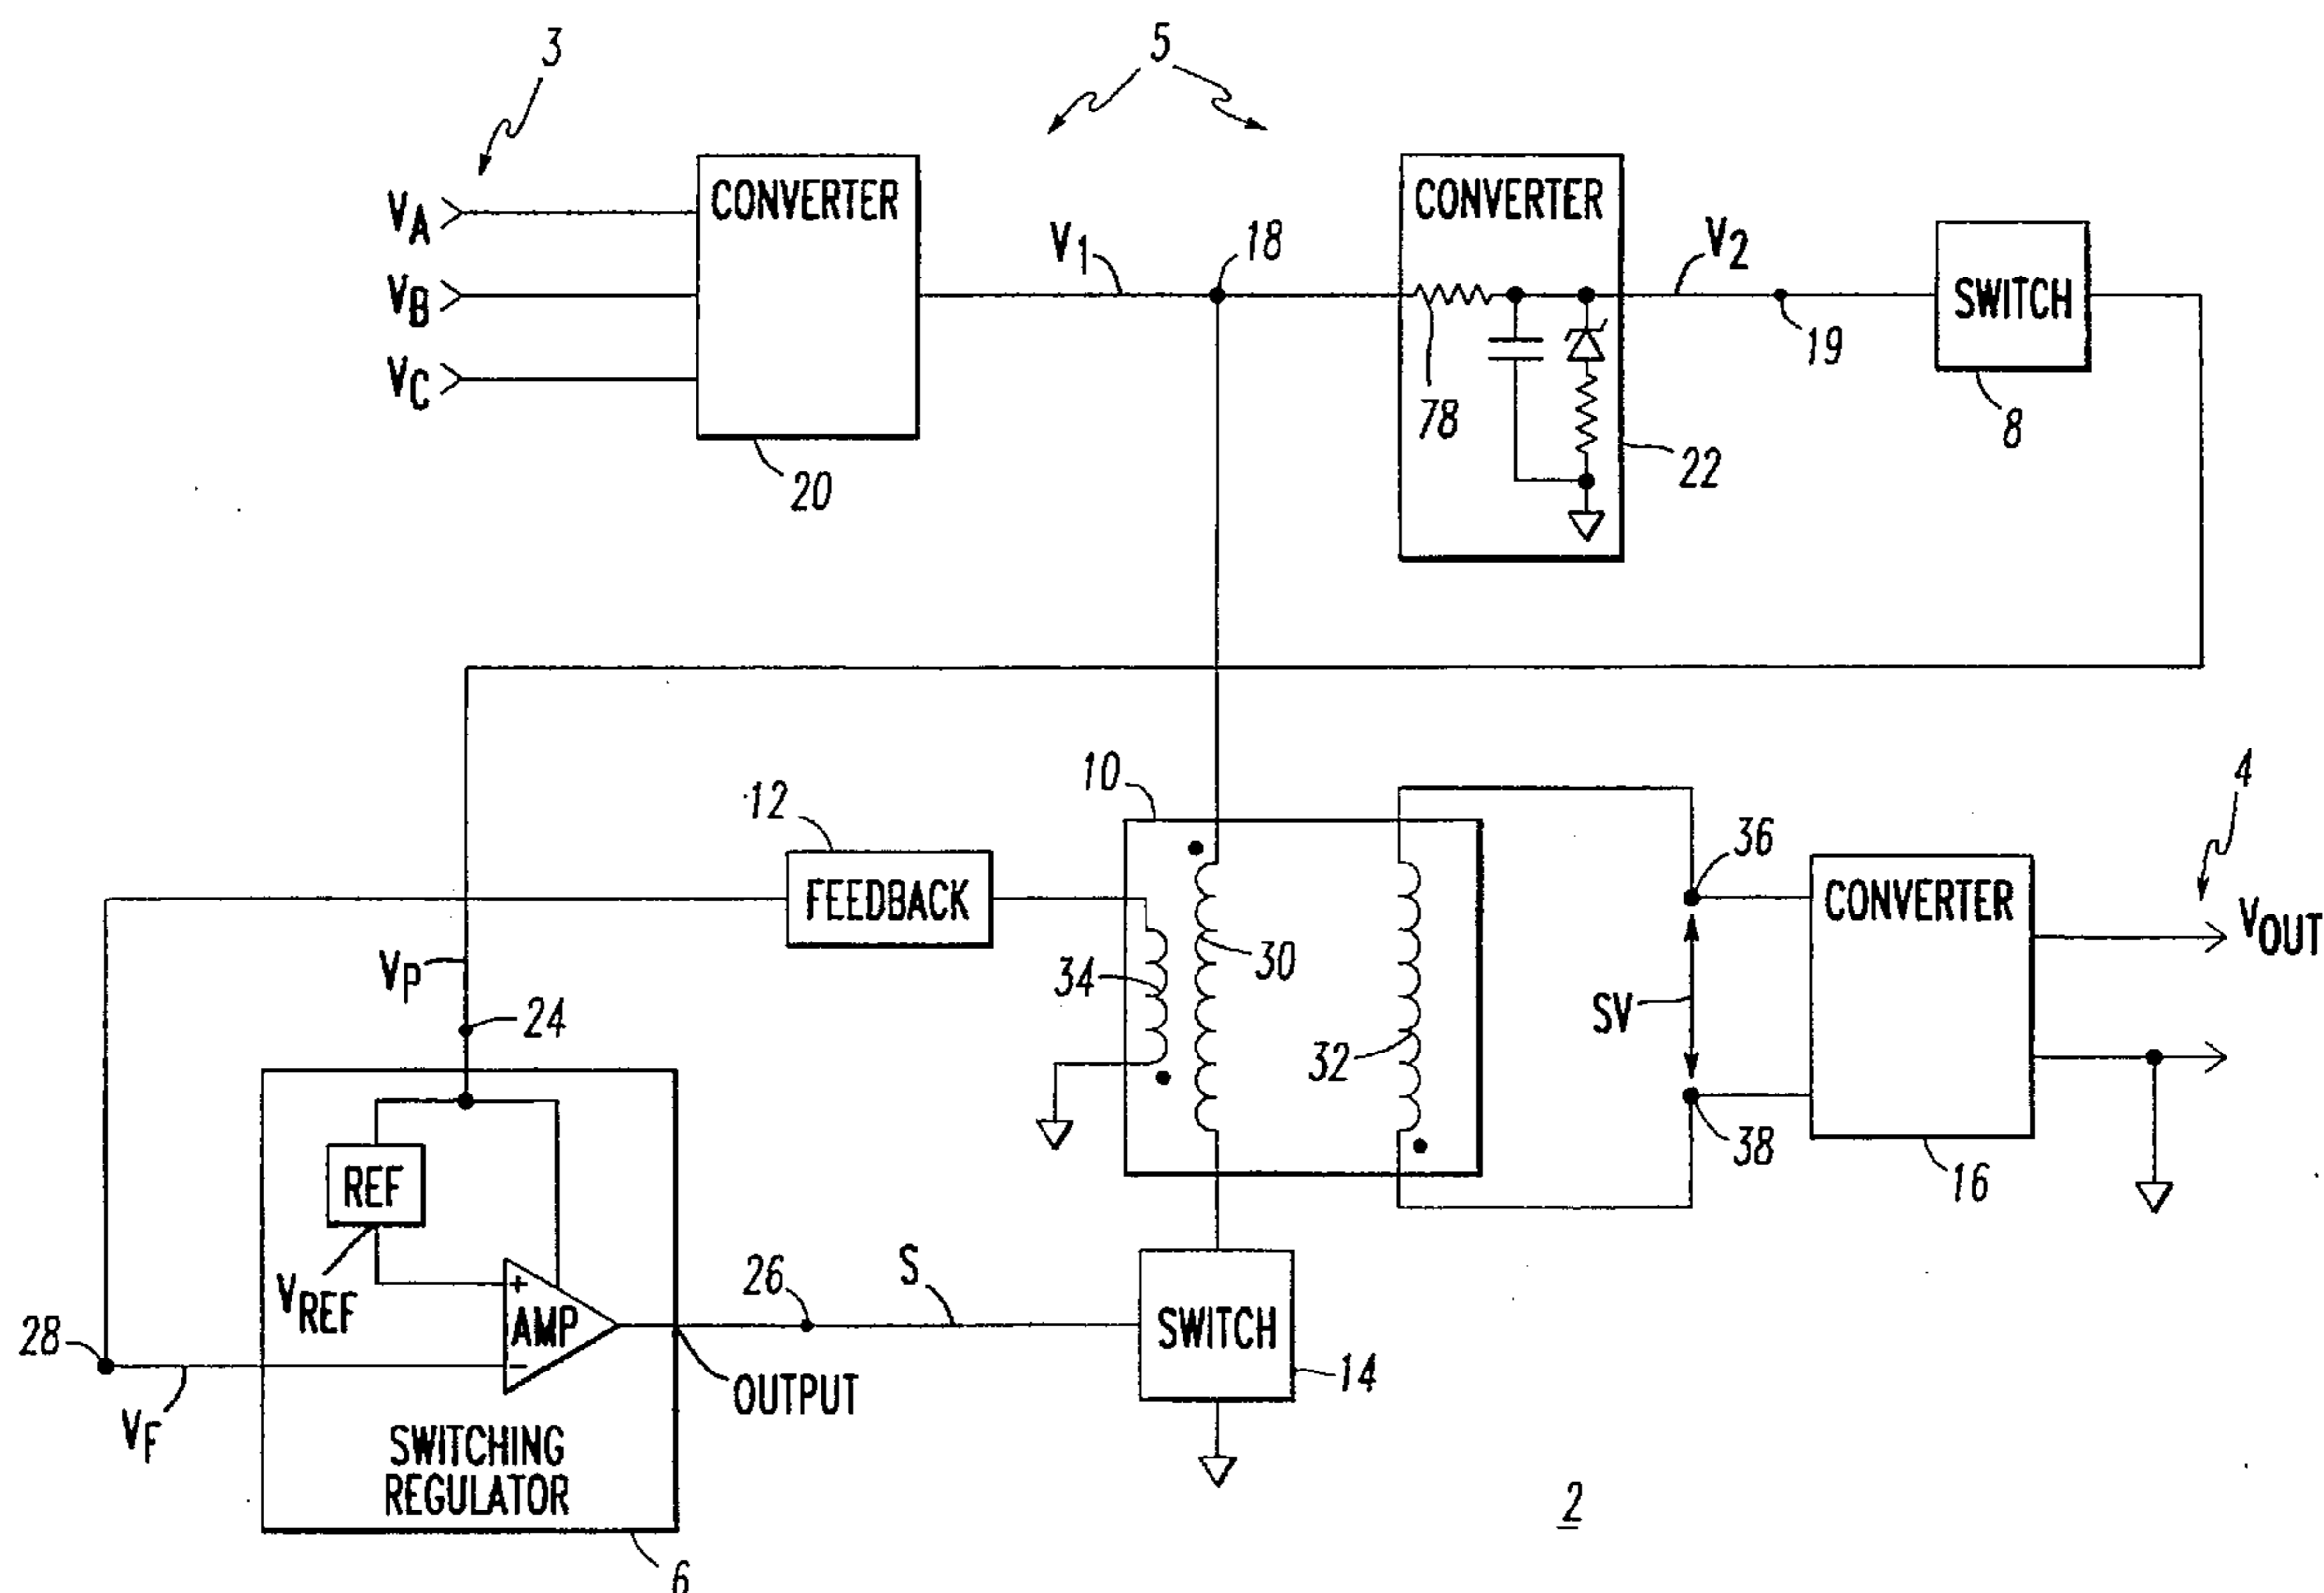 3
5
CONVERTER
CONVERTER
VA
VB
VC
V1
18
V2
SWITCH
19
8
78
22
20
10
12
4
36
FEEDBACK
CONVERTER
VOUT
34
30
VP
24
SV
32
38
16
REF
VREF
+
AMP
-
26
S
SWITCH
28
OUTPUT
14
VF
SWITCHING
REGULATOR
2
6